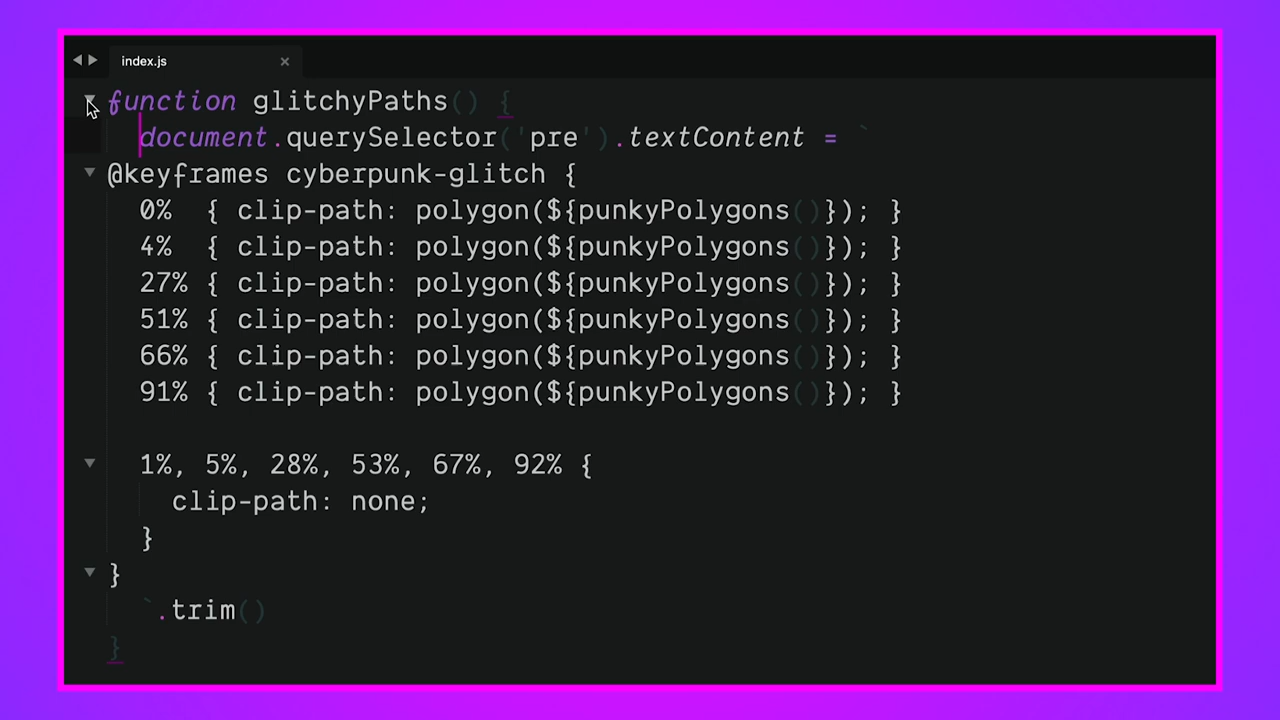 index.js
function glitchyPaths() {
document.querySelector('pre').textContent = `
@keyframes cyberpunk-glitch {
0% { clip-path: polygon(${punkyPolygons()}); }
4% { clip-path: polygon(${punkyPolygons()}); }
27% { clip-path: polygon(${punkyPolygons()}); }
51% { clip-path: polygon(${punkyPolygons()}); }
66% { clip-path: polygon(${punkyPolygons()}); }
91% { clip-path: polygon(${punkyPolygons()}); }
1%, 5%, 28%, 53%, 67%, 92% {
clip-path: none;
}
}
`.trim()
}